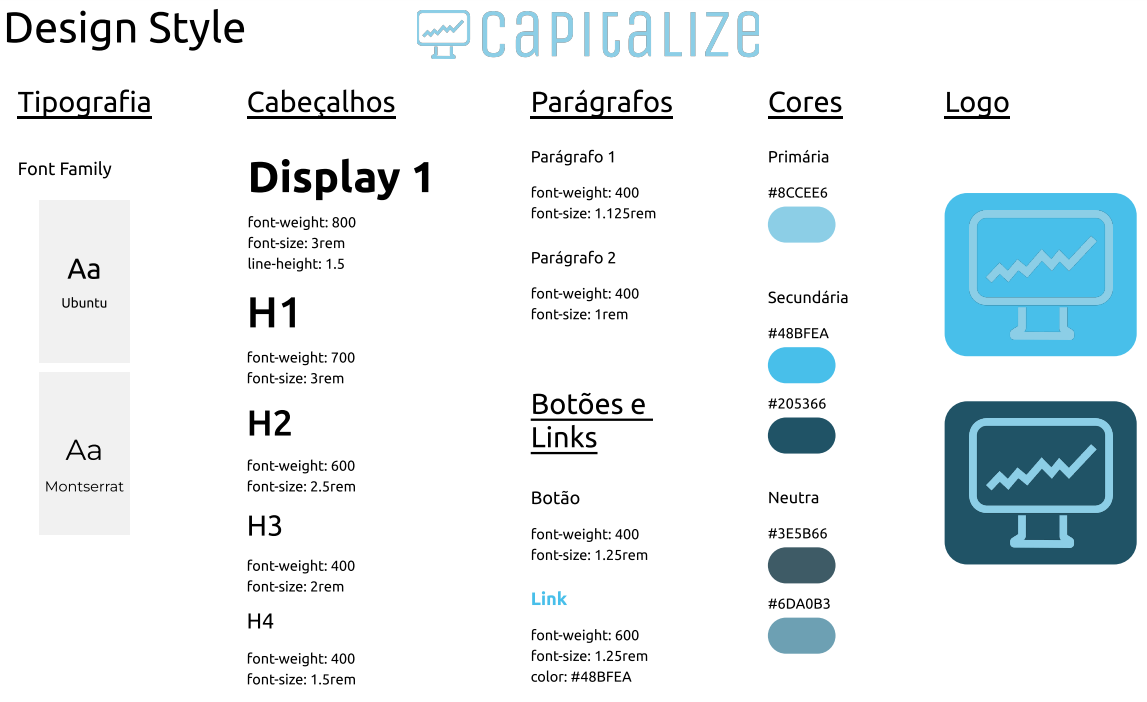 Design Style
CAPITALIZE
Tipografia
Font Family
Aa
Ubuntu
Aa
Montserrat
Cabeçalhos
Display 1
font-weight: 800
font-size: 3rem
line-height: 1.5
H1
font-weight: 700
font-size: 3rem
H2
font-weight: 600
font-size: 2.5rem
H3
font-weight: 400
font-size: 2rem
H4
font-weight: 400
font-size: 1.5rem
Parágrafos
Parágrafo 1
font-weight: 400
font-size: 1.125rem
Parágrafo 2
font-weight: 400
font-size: 1rem
Botões e
Links
Botão
font-weight: 400
font-size: 1.25rem
Link
font-weight: 600
font-size: 1.25rem
color: #48BFEA
Cores
Primária
#8CCEE6
Secundária
#48BFEA
#205366
Neutra
#3E5B66
#6DA0B3
Logo